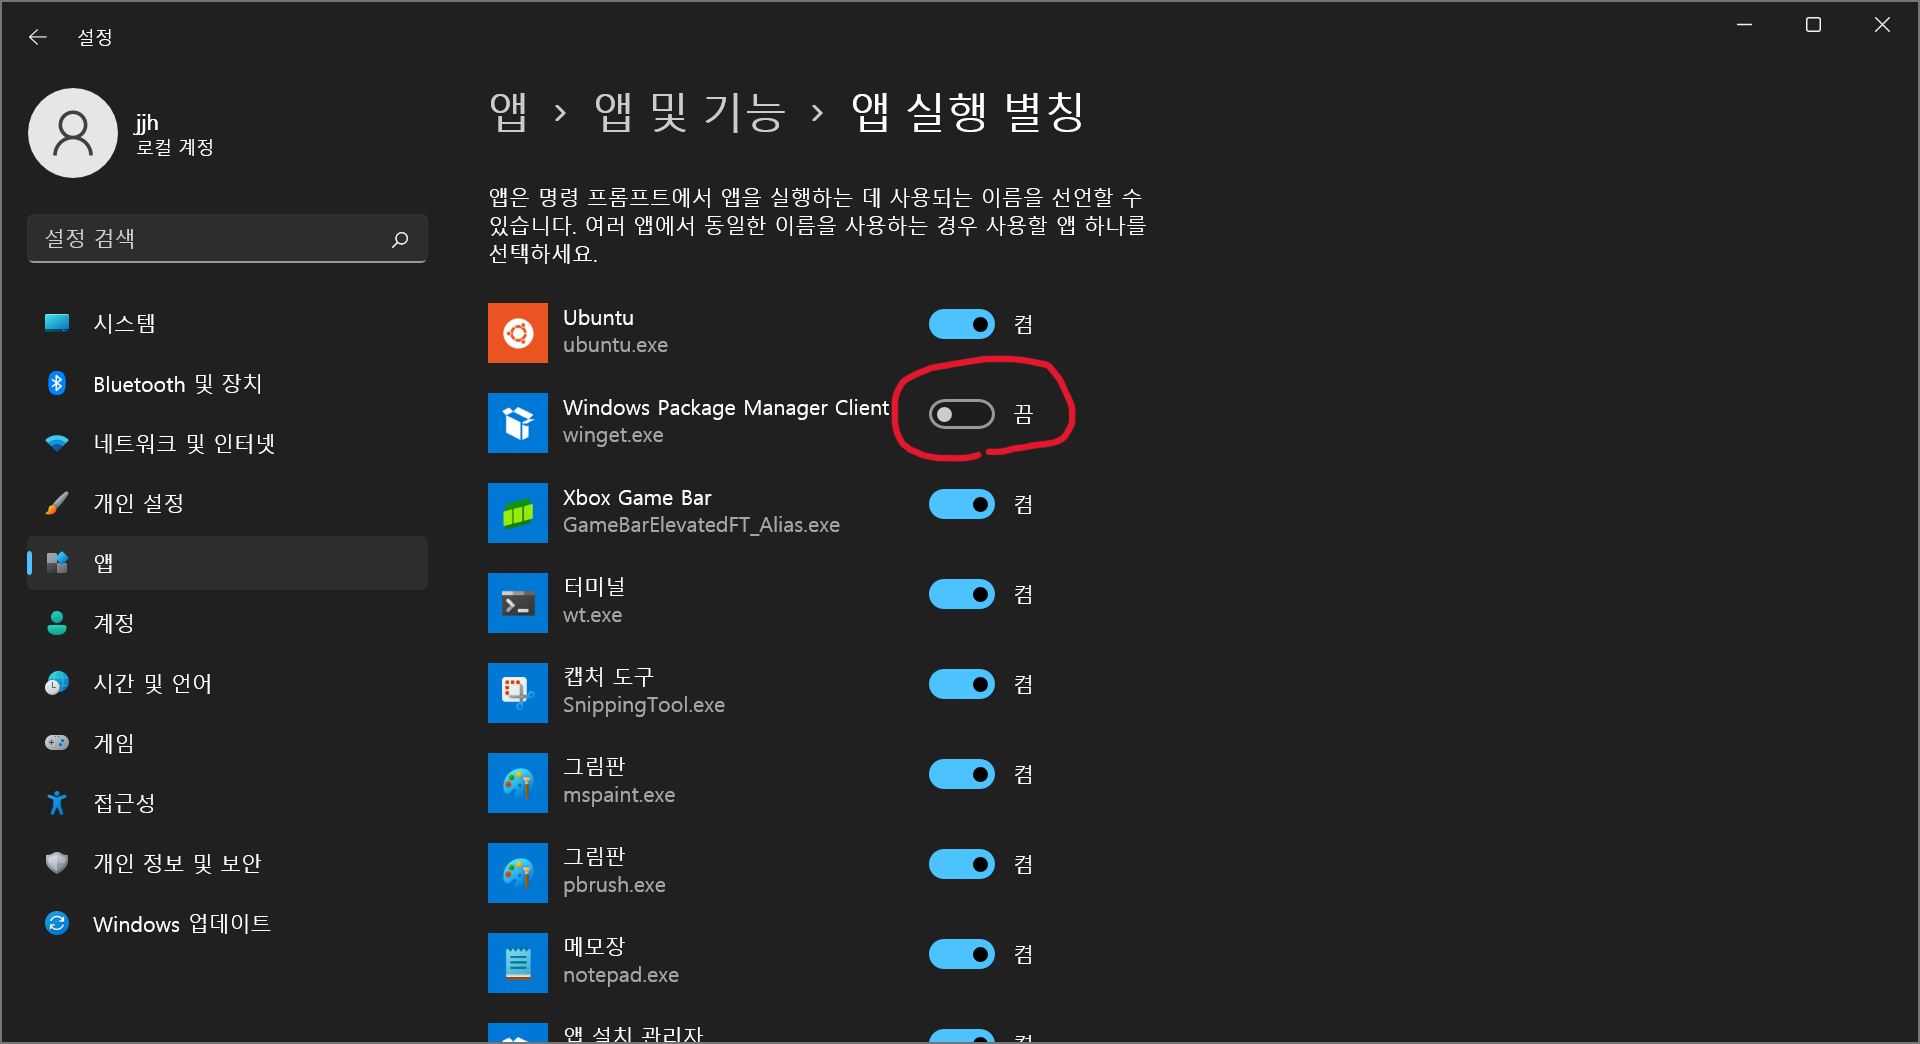 설정
jjh
로컬 계정
설정 검색
시스템
Bluetooth 및 장치
네트워크 및 인터넷
개인 설정
앱
계정
시간 및 언어
게임
접근성
개인 정보 및 보안
Windows 업데이트
앱 › 앱 및 기능 › 앱 실행 별칭
앱은 명령 프롬프트에서 앱을 실행하는 데 사용되는 이름을 선언할 수
있습니다. 여러 앱에서 동일한 이름을 사용하는 경우 사용할 앱 하나를
선택하세요.
Ubuntu
ubuntu.exe
켬
Windows Package Manager Client
winget.exe
끔
Xbox Game Bar
GameBarElevatedFT_Alias.exe
켬
터미널
wt.exe
켬
캡처 도구
SnippingTool.exe
켬
그림판
mspaint.exe
켬
그림판
pbrush.exe
켬
메모장
notepad.exe
켬
앱 설치 관리자
켬